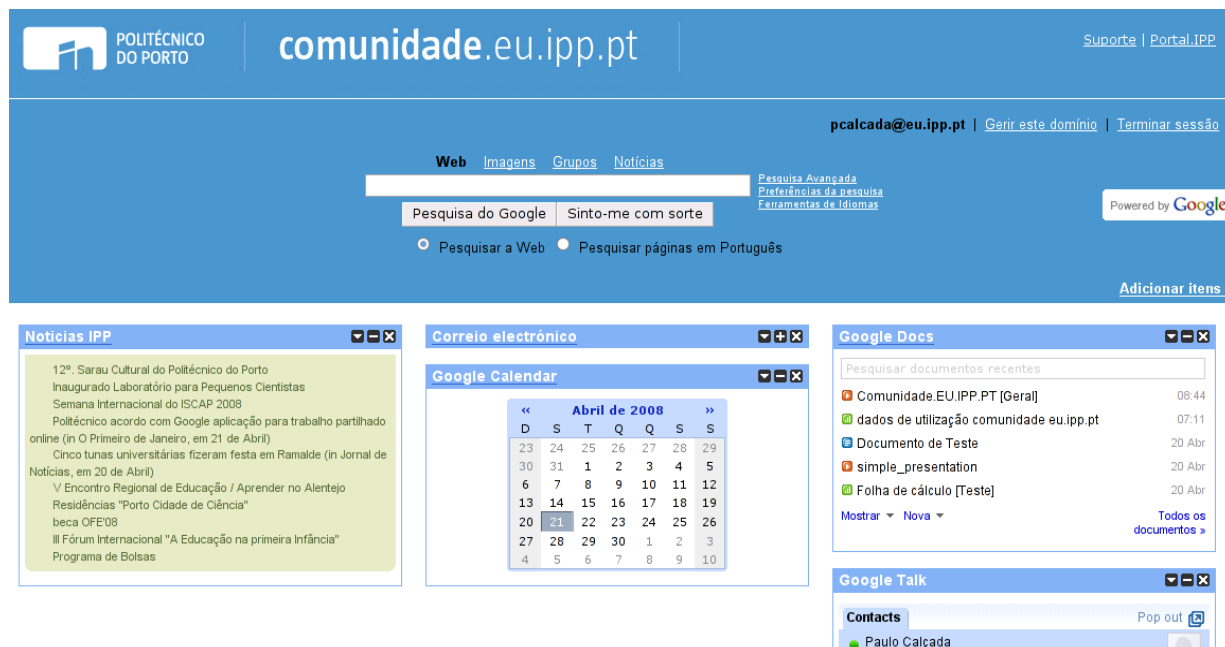 POLITÉCNICO
DO PORTO
comunidade.eu.ipp.pt
Suporte | Portal.IPP
pcalcada@eu.ipp.pt | Gerir este domínio | Terminar sessão
Web Imagens Grupos Notícias
Pesquisa Avançada
Preferências da pesquisa
Ferramentas de Idiomas
Pesquisa do Google Sinto-me com sorte
Powered by Google
Pesquisar a Web Pesquisar páginas em Português
Adicionar itens
Noticias IPP
12º. Sarau Cultural do Politécnico do Porto
Inaugurado Laboratório para Pequenos Cientistas
Semana Internacional do ISCAP 2008
Politécnico acordo com Google aplicação para trabalho partilhado
online (in O Primeiro de Janeiro, em 21 de Abril)
Cinco tunas universitárias fizeram festa em Ramalde (in Jornal de
Notícias, em 20 de Abril)
V Encontro Regional de Educação / Aprender no Alentejo
Residências "Porto Cidade de Ciência"
beca OFE'08
III Fórum Internacional "A Educação na primeira Infância"
Programa de Bolsas
Correio electrónico
Google Calendar
« Abril de 2008 »
D S T Q Q S S
23 24 25 26 27 28 29
30 31 1 2 3 4 5
6 7 8 9 10 11 12
13 14 15 16 17 18 19
20 21 22 23 24 25 26
27 28 29 30 1 2 3
4 5 6 7 8 9 10
Google Docs
Pesquisar documentos recentes
Comunidade.EU.IPP.PT [Geral] 08:44
dados de utilização comunidade eu.ipp.pt 07:11
Documento de Teste 20 Abr
simple_presentation 20 Abr
Folha de cálculo [Teste] 20 Abr
Mostrar Nova Todos os
documentos »
Google Talk
Contacts Pop out
Paulo Calcada